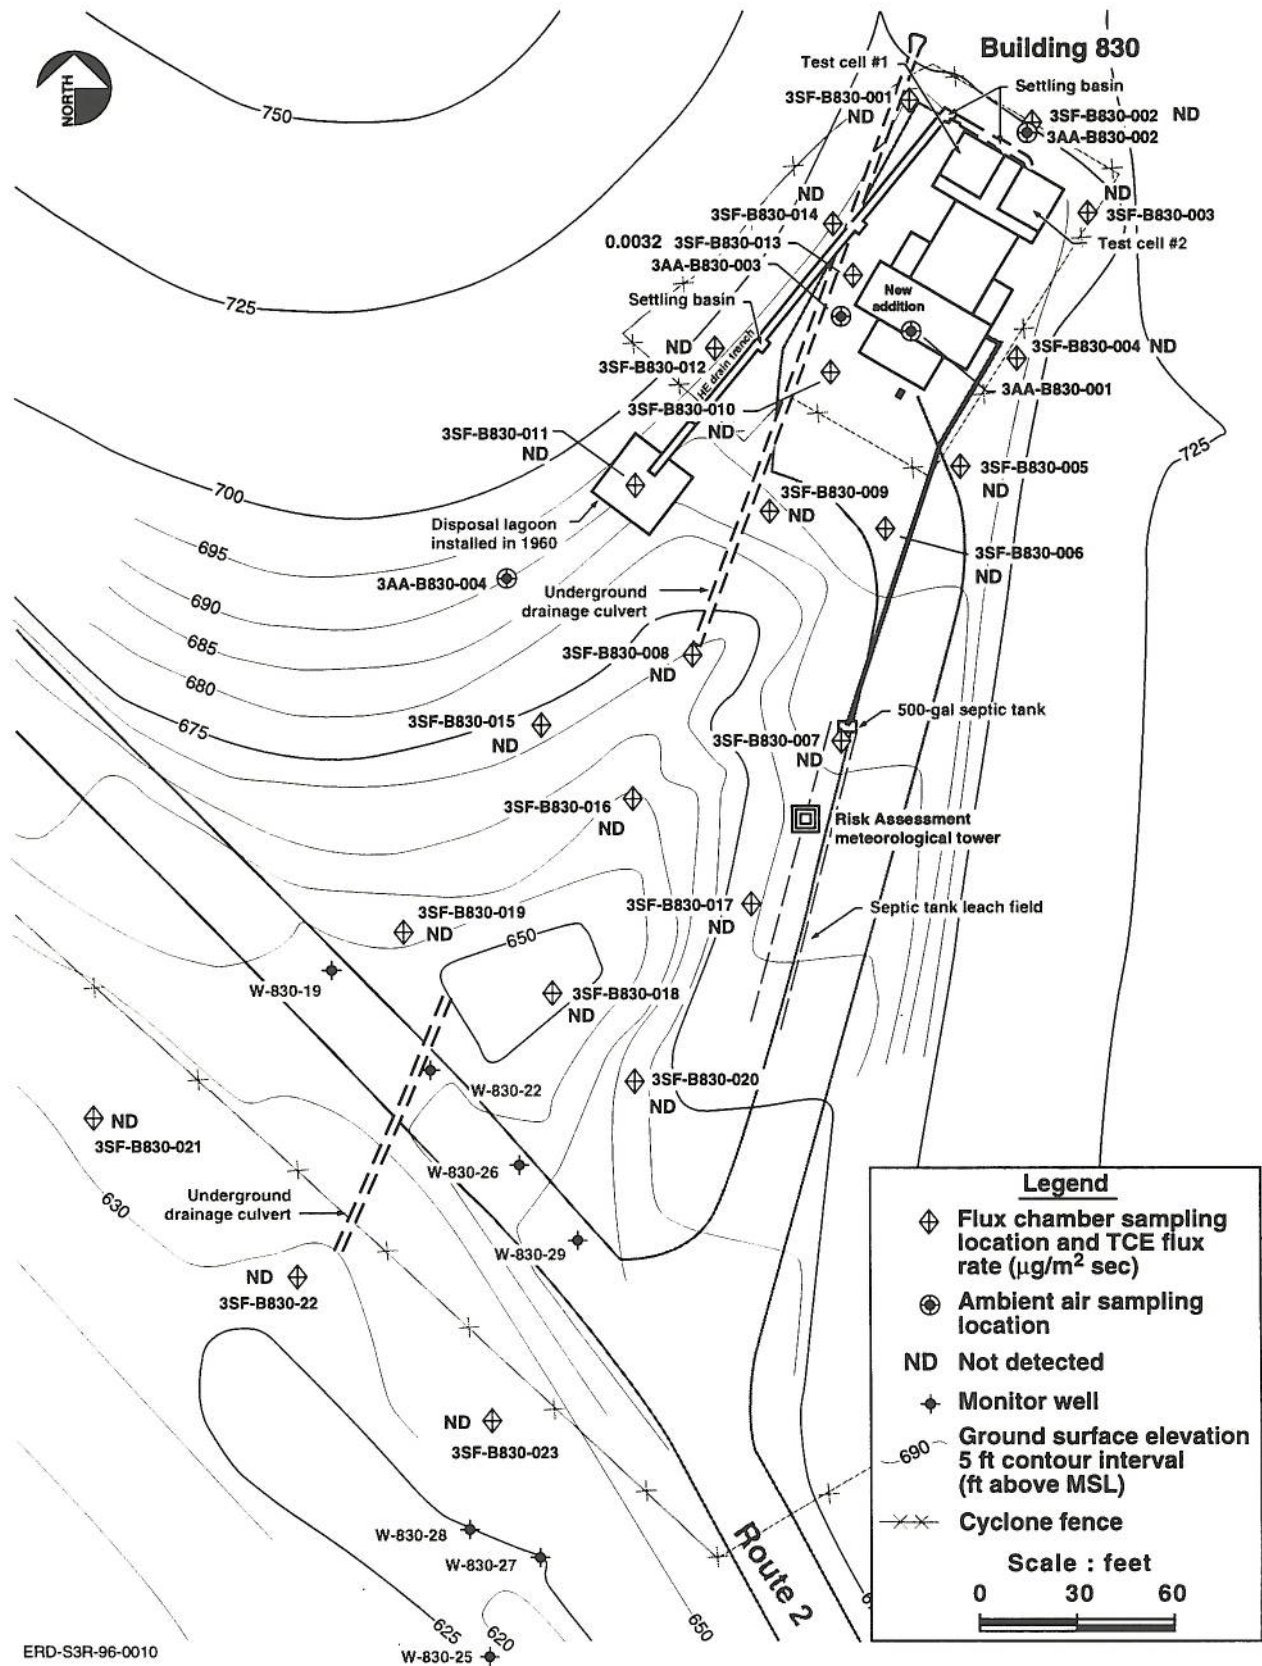 Building 830
Test cell #1
Settling basin
3SF-B830-001
ND
3SF-B830-002 ND
3AA-B830-002
NORTH
750
ND
3SF-B830-003
ND
3SF-B830-014
Test cell #2
0.0032 3SF-B830-013
3AA-B830-003
New
addition
Settling basin
725
HE drain trench
ND
3SF-B830-012
3SF-B830-004 ND
3AA-B830-001
3SF-B830-010
ND
3SF-B830-011
ND
725
3SF-B830-005
ND
700
3SF-B830-009
ND
Disposal lagoon
installed in 1960
3SF-B830-006
ND
695
3AA-B830-004
690
Underground
drainage culvert
685
3SF-B830-008
ND
680
675
3SF-B830-015
ND
500-gal septic tank
3SF-B830-007
ND
3SF-B830-016
ND
Risk Assessment
meteorological tower
3SF-B830-017
ND
Septic tank leach field
3SF-B830-019
ND
650
W-830-19
3SF-B830-018
ND
W-830-22
3SF-B830-020
ND
ND
3SF-B830-021
W-830-26
630
Underground
drainage culvert
W-830-29
ND
3SF-B830-22
ND
3SF-B830-023
W-830-28
W-830-27
Route 2
625
620
650
W-830-25
Legend
Flux chamber sampling
location and TCE flux
rate (µg/m² sec)
Ambient air sampling
location
ND Not detected
Monitor well
690 Ground surface elevation
5 ft contour interval
(ft above MSL)
Cyclone fence
Scale : feet
0 30 60
ERD-S3R-96-0010